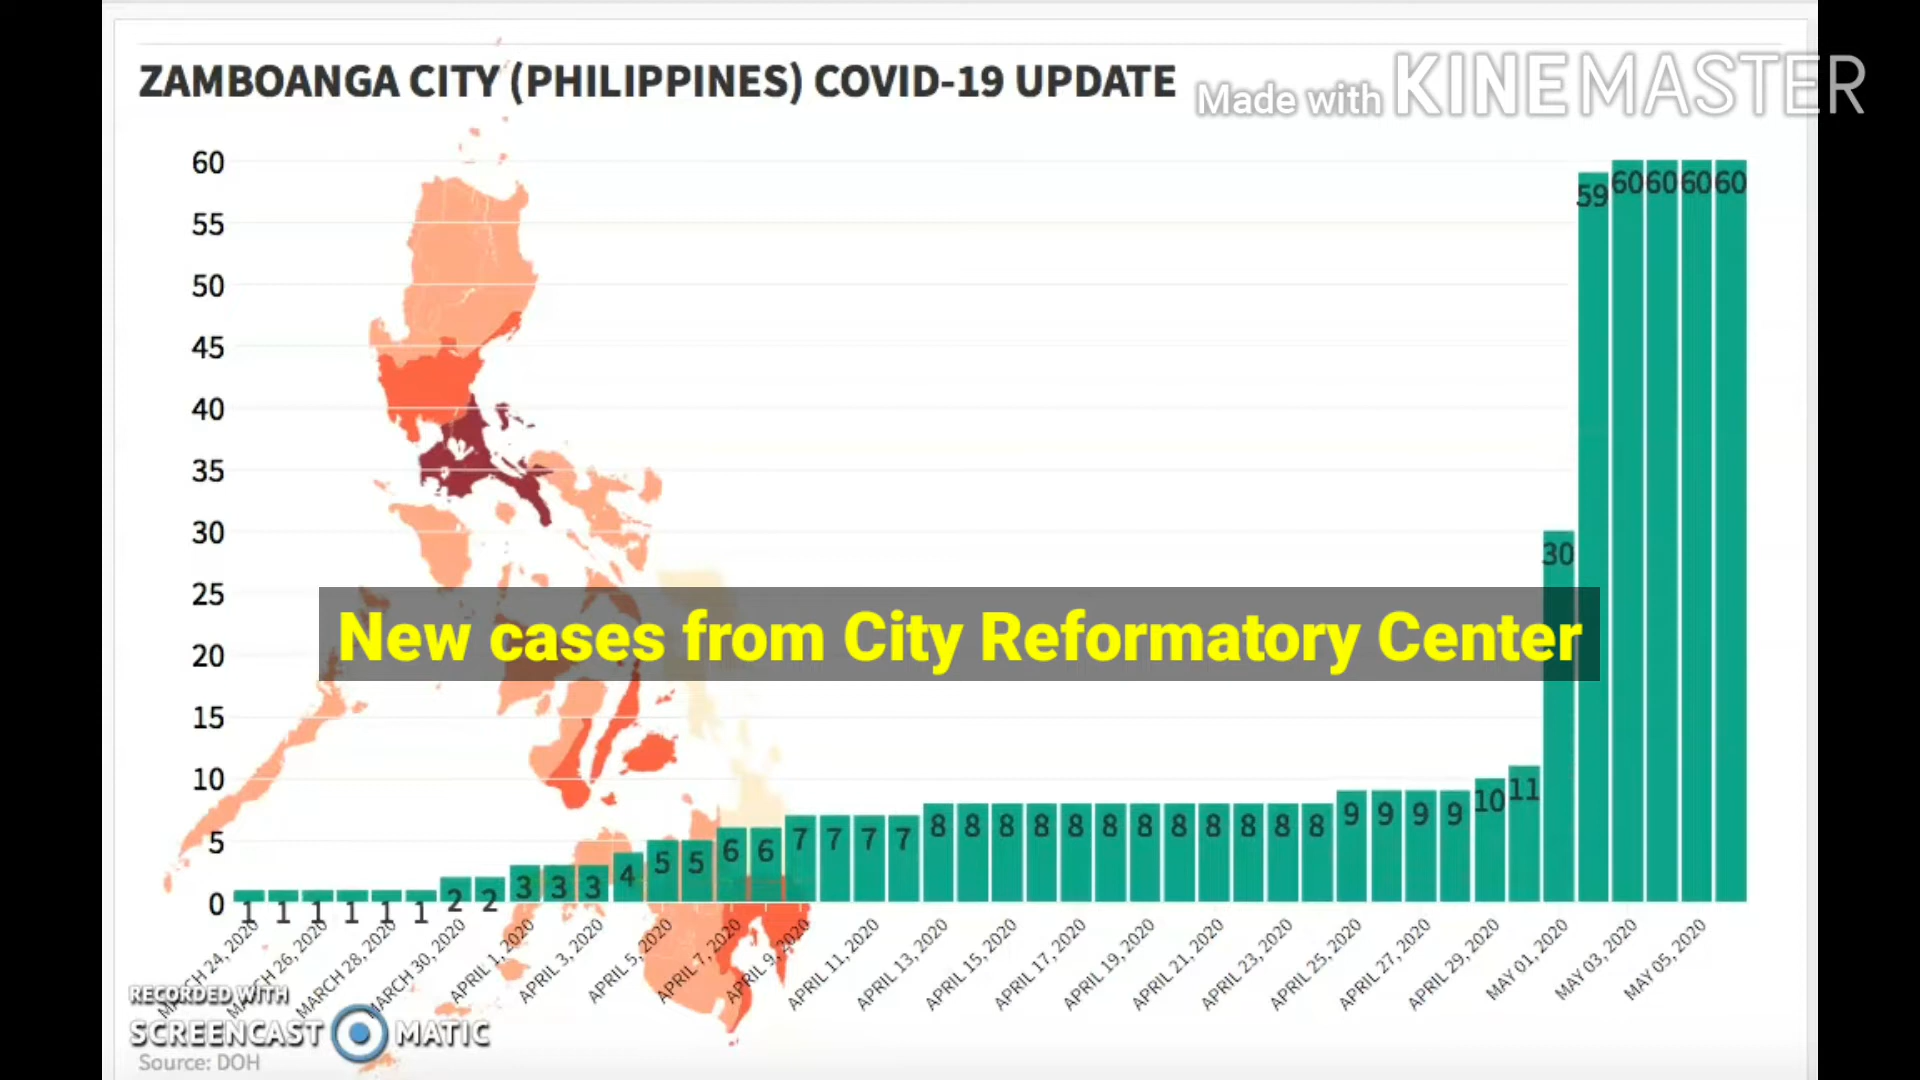 ZAMBOANGA CITY (PHILIPPINES) COVID-19 UPDATE
Made with KINEMASTER
60
55
50
45
40
35
30
25
20
15
10
5
0
1 1 1 1 1 1 2 2 3 3 3 4 5 5 6 6 7 7 7 7 8 8 8 8 8 8 8 8 8 8 8 8 9 9 9 9 10 11 30 59 60 60 60 60
New cases from City Reformatory Center
MARCH 24, 2020
MARCH 26, 2020
MARCH 28, 2020
MARCH 30, 2020
APRIL 1, 2020
APRIL 3, 2020
APRIL 5, 2020
APRIL 7, 2020
APRIL 9, 2020
APRIL 11, 2020
APRIL 13, 2020
APRIL 15, 2020
APRIL 17, 2020
APRIL 19, 2020
APRIL 21, 2020
APRIL 23, 2020
APRIL 25, 2020
APRIL 27, 2020
APRIL 29, 2020
MAY 01, 2020
MAY 03, 2020
MAY 05, 2020
RECORDED WITH
SCREENCAST MATIC
Source: DOH